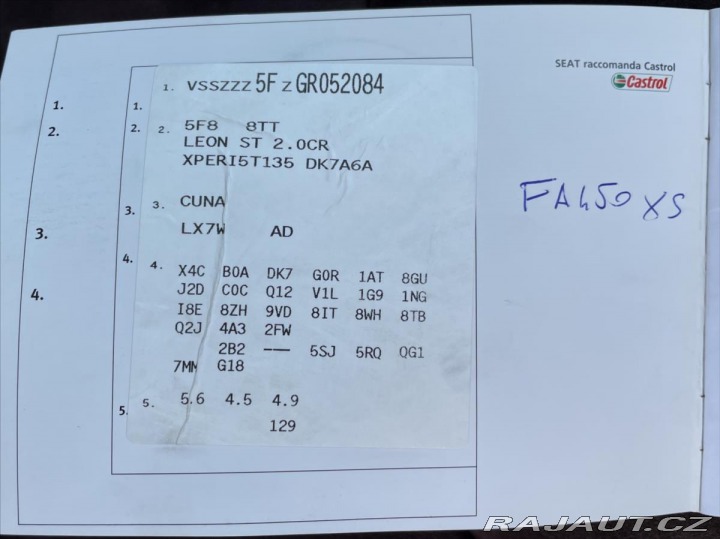 SEAT raccomanda Castrol
Castrol
1.
2.
3.
4.
1. 1. VSSZZZ 5F Z GR052084
2. 2. 5F8 8TT
LEON ST 2.0CR
XPERI5T135 DK7A6A
FA450XS
3. 3. CUNA
LX7W AD
4. 4. X4C B0A DK7 G0R 1AT 8GU
J2D C0C Q12 V1L 1G9 1NG
I8E 8ZH 9VD 8IT 8WH 8TB
Q2J 4A3 2FW
2B2 --- 5SJ 5RQ QG1
7MM G18
5. 5. 5.6 4.5 4.9
129
RAJAUT.CZ